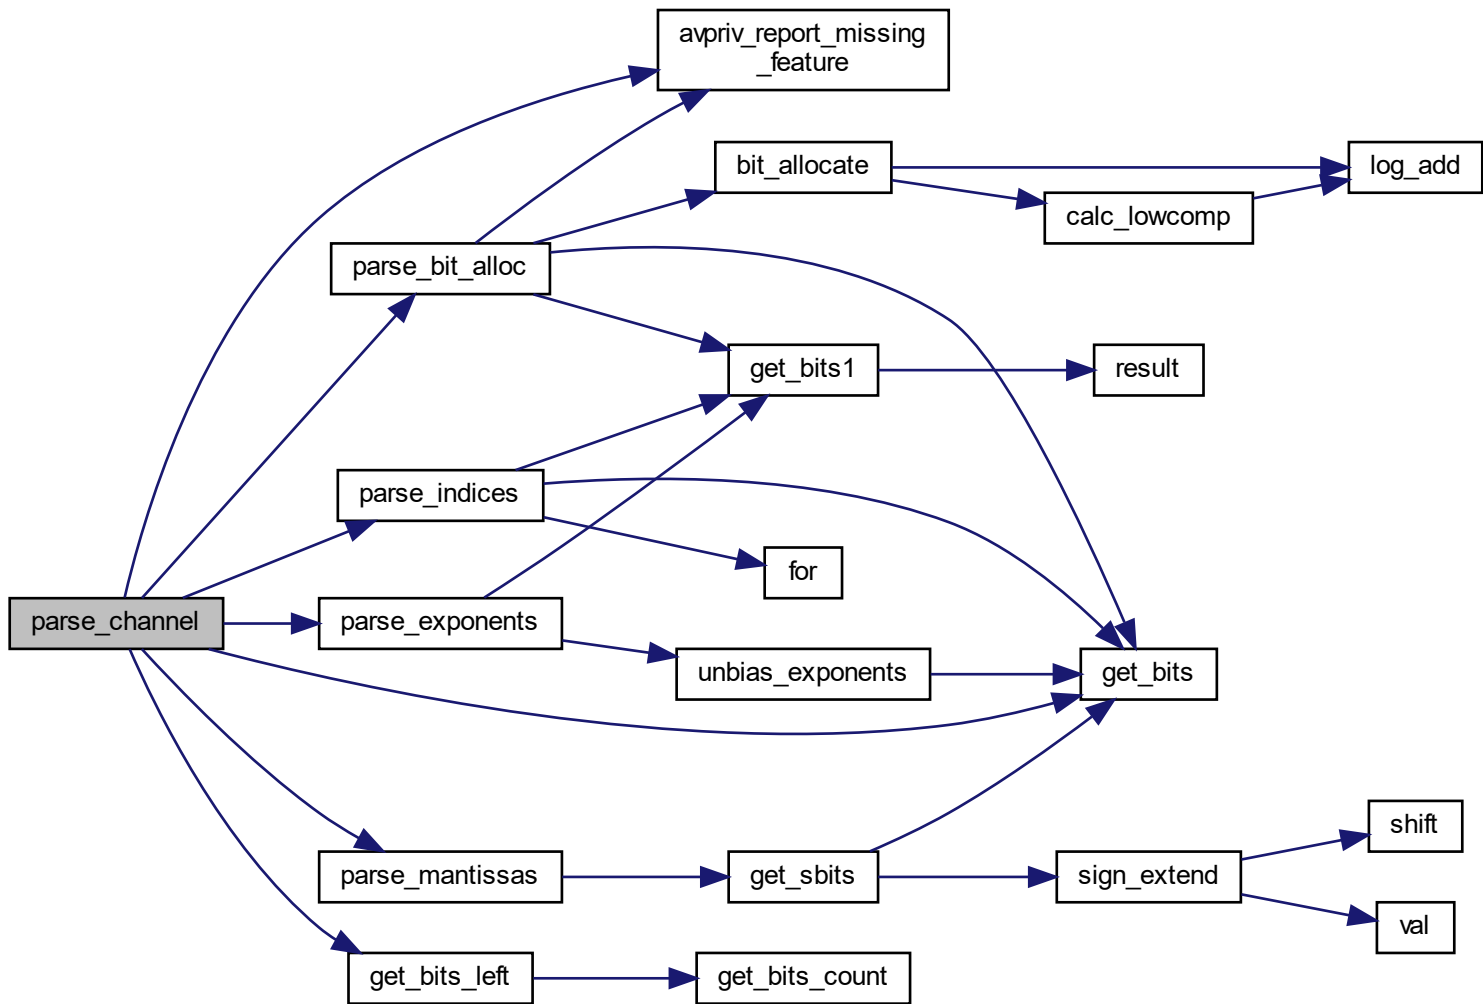 avpriv_report_missing
_feature
bit_allocate
log_add
calc_lowcomp
parse_bit_alloc
get_bits1
result
parse_indices
for
parse_channel
parse_exponents
unbias_exponents
get_bits
shift
parse_mantissas
get_sbits
sign_extend
val
get_bits_left
get_bits_count